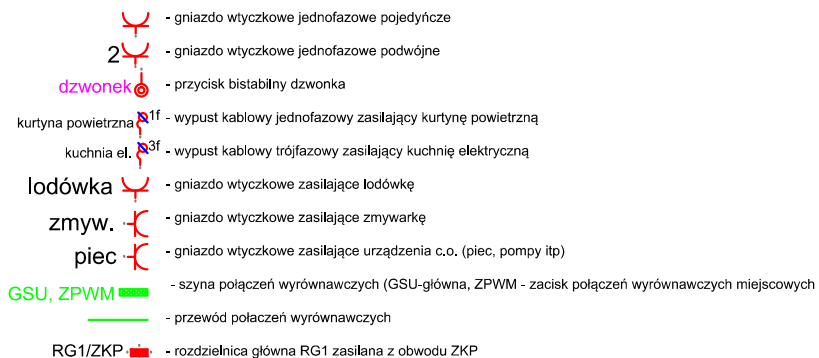 - gniazdo wtyczkowe jednofazowe pojedyńcze
2 - gniazdo wtyczkowe jednofazowe podwójne
dzwonek - przycisk bistabilny dzwonka
kurtyna powietrzna 1f - wypust kablowy jednofazowy zasilający kurtynę powietrzną
kuchnia el. 3f - wypust kablowy trójfazowy zasilający kuchnię elektryczną
lodówka - gniazdo wtyczkowe zasilające lodówkę
zmyw. - gniazdo wtyczkowe zasilające zmywarkę
piec - gniazdo wtyczkowe zasilające urządzenia c.o. (piec, pompy itp)
GSU, ZPWM - szyna połączeń wyrównawczych (GSU-główna, ZPWM - zacisk połączeń wyrównawczych miejscowych
- przewód połaczeń wyrównawczych
RG1/ZKP - rozdzielnica główna RG1 zasilana z obwodu ZKP